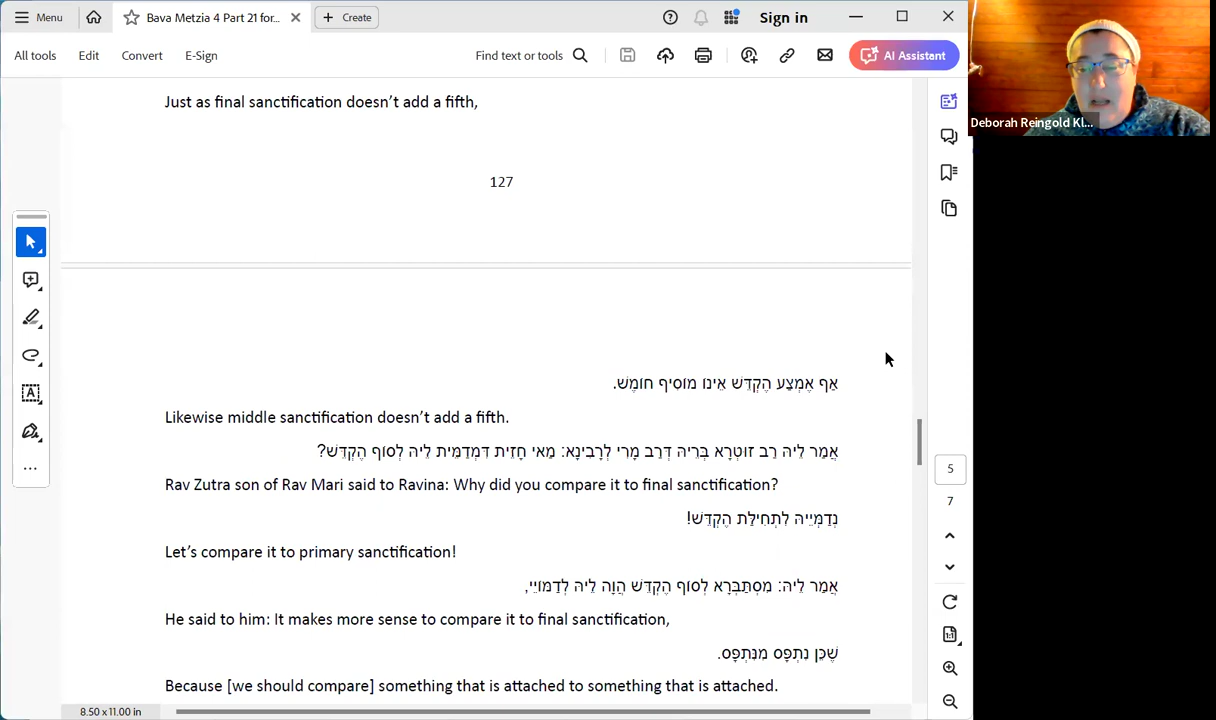 Menu
Bava Metzia 4 Part 21 for...
Create
Sign in
All tools
Edit
Convert
E-Sign
Find text or tools
AI Assistant
Deborah Reingold Kl...
Just as final sanctification doesn't add a fifth,
127
אַף אֶמְצַע הֶקְדֵּשׁ אֵינוֹ מוֹסִיף חוֹמֶשׁ.
Likewise middle sanctification doesn't add a fifth.
אֲמַר לֵיהּ רַב זוּטְרָא בְּרֵיהּ דְּרַב מָרִי לְרָבִינָא: מַאי חָזֵית דִּמְדַמֵּית לֵיהּ לְסוֹף הֶקְדֵּשׁ?
Rav Zutra son of Rav Mari said to Ravina: Why did you compare it to final sanctification?
נְדַמְּיֵיהּ לִתְחִילַּת הֶקְדֵּשׁ!
Let's compare it to primary sanctification!
אֲמַר לֵיהּ: מִסְתַּבְּרָא לְסוֹף הֶקְדֵּשׁ הֲוָה לֵיהּ לְדַמּוֹיֵי,
He said to him: It makes more sense to compare it to final sanctification,
שֶׁכֵּן נִתְפָּס מִנִּתְפָּס.
Because [we should compare] something that is attached to something that is attached.
5
7
1:1
8.50 x 11.00 in